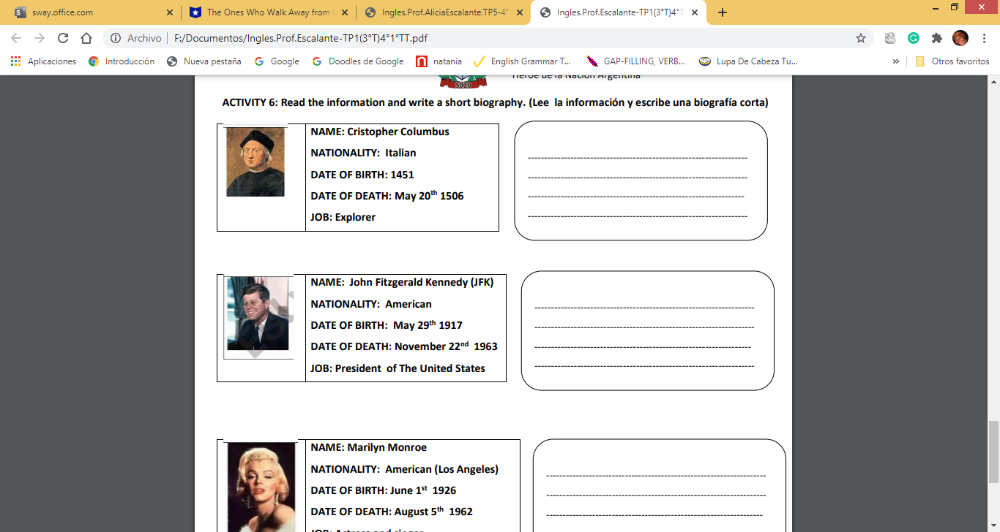 sway.office.com
The Ones Who Walk Away from O
Ingles.Prof.AliciaEscalante.TP5-4°
Ingles.Prof.Escalante-TP1(3°T)4°1°
Archivo
F:/Documentos/Ingles.Prof.Escalante-TP1(3°T)4°1°TT.pdf
Aplicaciones
Introducción
Nueva pestaña
Google
Doodles de Google
natania
English Grammar T...
GAP-FILLING, VERB...
Lupa De Cabeza Tu...
»
Otros favoritos
5020
Héroe de la Nación Argentina
ACTIVITY 6: Read the information and write a short biography. (Lee la información y escribe una biografía corta)
NAME: Cristopher Columbus
NATIONALITY: Italian
DATE OF BIRTH: 1451
DATE OF DEATH: May 20th 1506
JOB: Explorer
NAME: John Fitzgerald Kennedy (JFK)
NATIONALITY: American
DATE OF BIRTH: May 29th 1917
DATE OF DEATH: November 22nd 1963
JOB: President of The United States
NAME: Marilyn Monroe
NATIONALITY: American (Los Angeles)
DATE OF BIRTH: June 1st 1926
DATE OF DEATH: August 5th 1962
JOB: Actress and singer